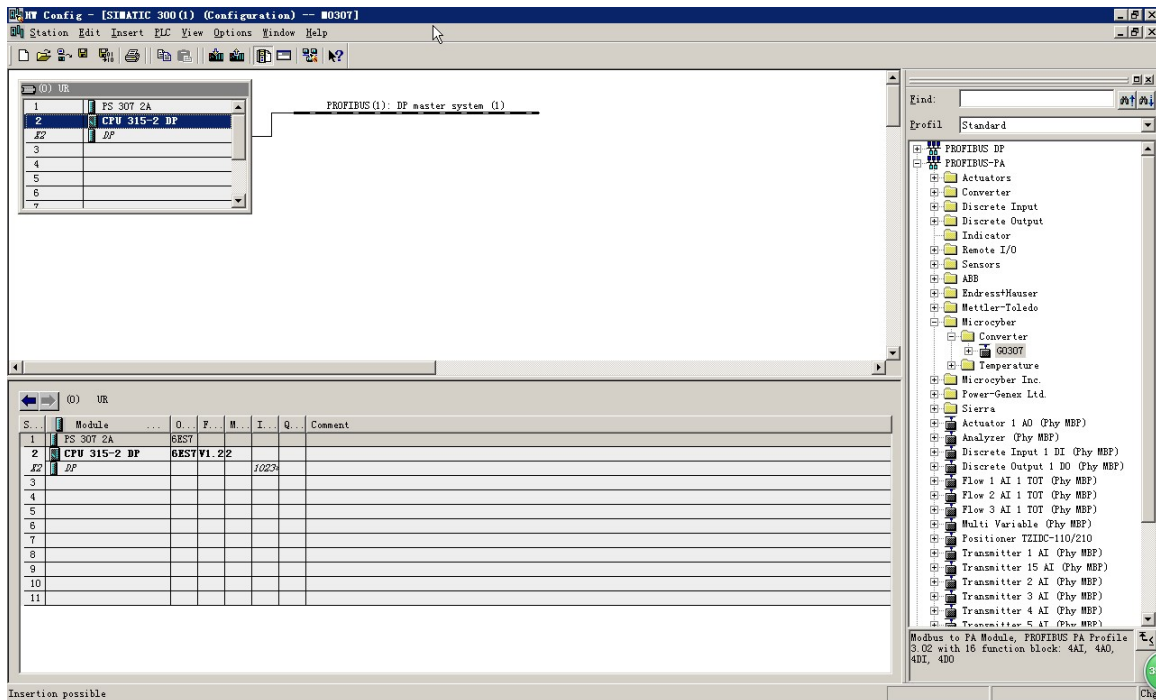 HW Config - [SIMATIC 300(1) (Configuration) -- M0307]
Station Edit Insert PLC View Options Window Help
(0) UR
1 PS 307 2A
2 CPU 315-2 DP
X2 DP
3
4
5
6
7
PROFIBUS(1): DP master system (1)
Find:
Profil Standard
PROFIBUS DP
PROFIBUS-PA
Actuators
Converter
Discrete Input
Discrete Output
Indicator
Remote I/O
Sensors
ABB
Endress+Hauser
Mettler-Toledo
Microcyber
Converter
G0307
Temperature
Microcyber Inc.
Power-Genex Ltd.
Sierra
Actuator 1 AO (Phy MBP)
Analyzer (Phy MBP)
Discrete Input 1 DI (Phy MBP)
Discrete Output 1 DO (Phy MBP)
Flow 1 AI 1 TOT (Phy MBP)
Flow 2 AI 1 TOT (Phy MBP)
Flow 3 AI 1 TOT (Phy MBP)
Multi Variable (Phy MBP)
Positioner TZIDC-110/210
Transmitter 1 AI (Phy MBP)
Transmitter 15 AI (Phy MBP)
Transmitter 2 AI (Phy MBP)
Transmitter 3 AI (Phy MBP)
Transmitter 4 AI (Phy MBP)
Transmitter 5 AI (Phy MBP)
Modbus to PA Module, PROFIBUS PA Profile
3.02 with 16 function block: 4AI, 4AO,
4DI, 4DO
(0) UR
S... Module ... O... F... M... I... Q... Comment
1 PS 307 2A 6ES7
2 CPU 315-2 DP 6ES7 V1.2 2
X2 DP 1023*
3
4
5
6
7
8
9
10
11
Insertion possible
Chg